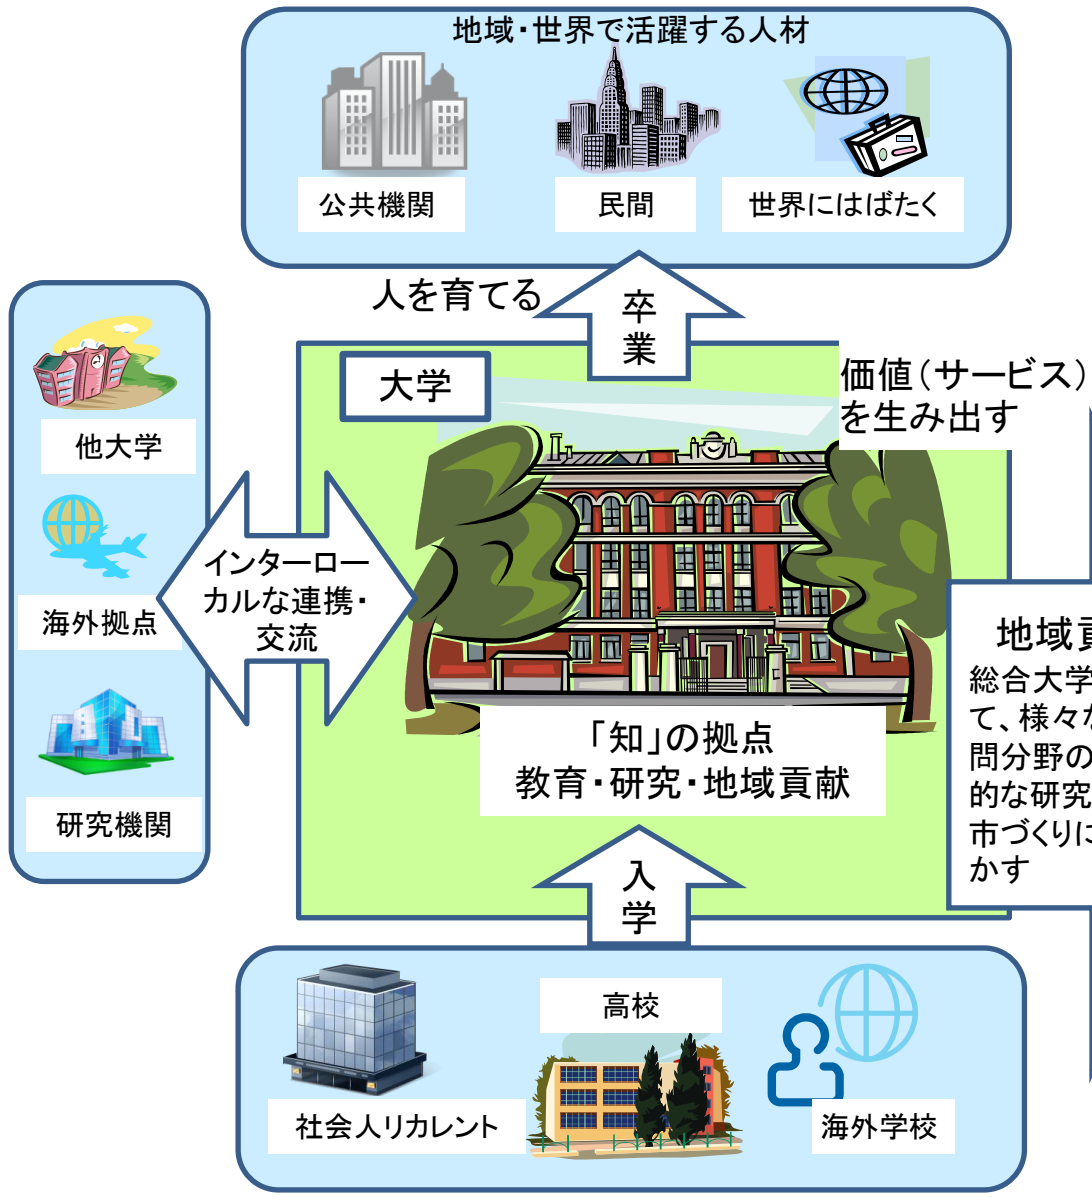 地域・世界で活躍する人材
公共機関
民間
世界にはばたく
人を育てる
卒
業
大学
価値（サービス）
を生み出す
他大学
海外拠点
研究機関
インターロー
カルな連携・
交流
「知」の拠点
教育・研究・地域貢献
地域
総合大学
て、様々
問分野の
的な研究
市づくりに
かす
入
学
高校
社会人リカレント
海外学校